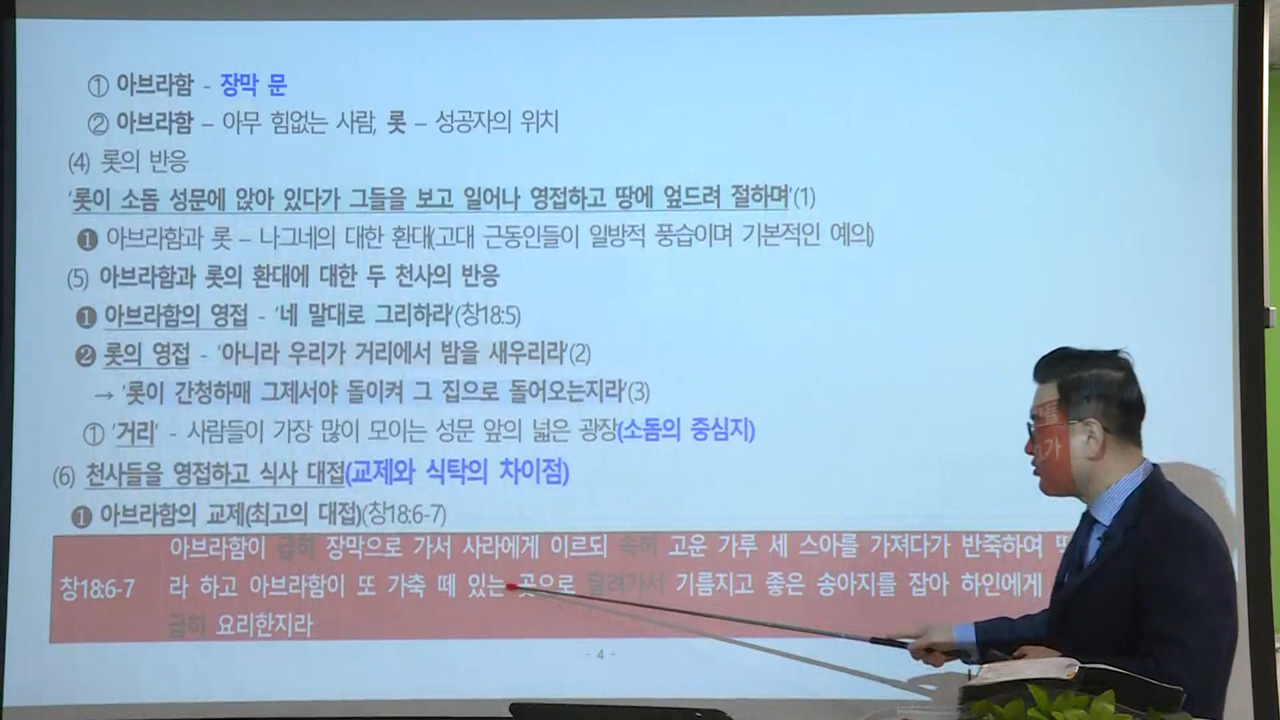 ① 아브라함 - 장막 문
② 아브라함 – 아무 힘없는 사람, 롯 – 성공자의 위치
(4) 롯의 반응
'롯이 소돔 성문에 앉아 있다가 그들을 보고 일어나 영접하고 땅에 엎드려 절하며'(1)
❶ 아브라함과 롯 – 나그네의 대한 환대(고대 근동인들이 일방적 풍습이며 기본적인 예의)
(5) 아브라함과 롯의 환대에 대한 두 천사의 반응
❶ 아브라함의 영접 - '네 말대로 그리하라'(창18:5)
❷ 롯의 영접 - '아니라 우리가 거리에서 밤을 새우리라'(2)
→ '롯이 간청하매 그제서야 돌이켜 그 집으로 돌어오는지라'(3)
① '거리' - 사람들이 가장 많이 모이는 성문 앞의 넓은 광장(소돔의 중심지)
(6) 천사들을 영접하고 식사 대접(교제와 식탁의 차이점)
❶ 아브라함의 교제(최고의 대접)(창18:6-7)
아브라함이 급히 장막으로 가서 사라에게 이르되 속히 고운 가루 세 스아를 가져다가 반죽하여
창18:6-7 라 하고 아브라함이 또 가축 떼 있는 곳으로 달려가서 기름지고 좋은 송아지를 잡아 하인에게
급히 요리한지라
- 4 -